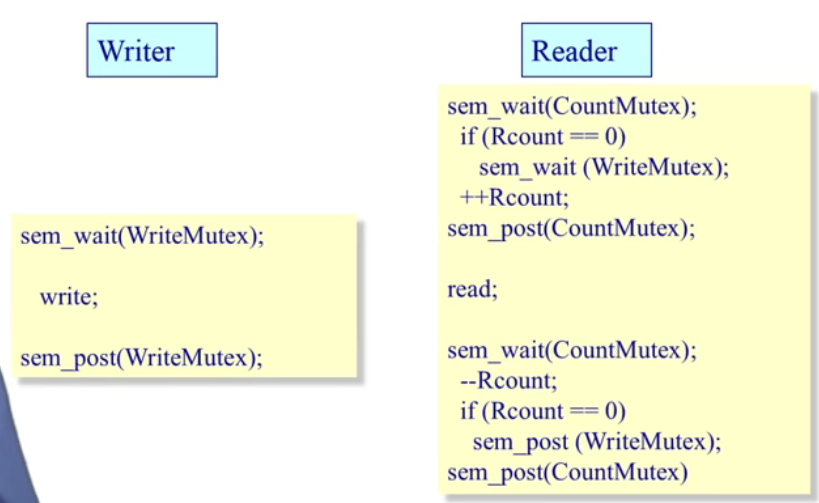 Writer
sem_wait(WriteMutex);
write;
sem_post(WriteMutex);
Reader
sem_wait(CountMutex);
if (Rcount == 0)
sem_wait (WriteMutex);
++Rcount;
sem_post(CountMutex);
read;
sem_wait(CountMutex);
--Rcount;
if (Rcount == 0)
sem_post (WriteMutex);
sem_post(CountMutex)